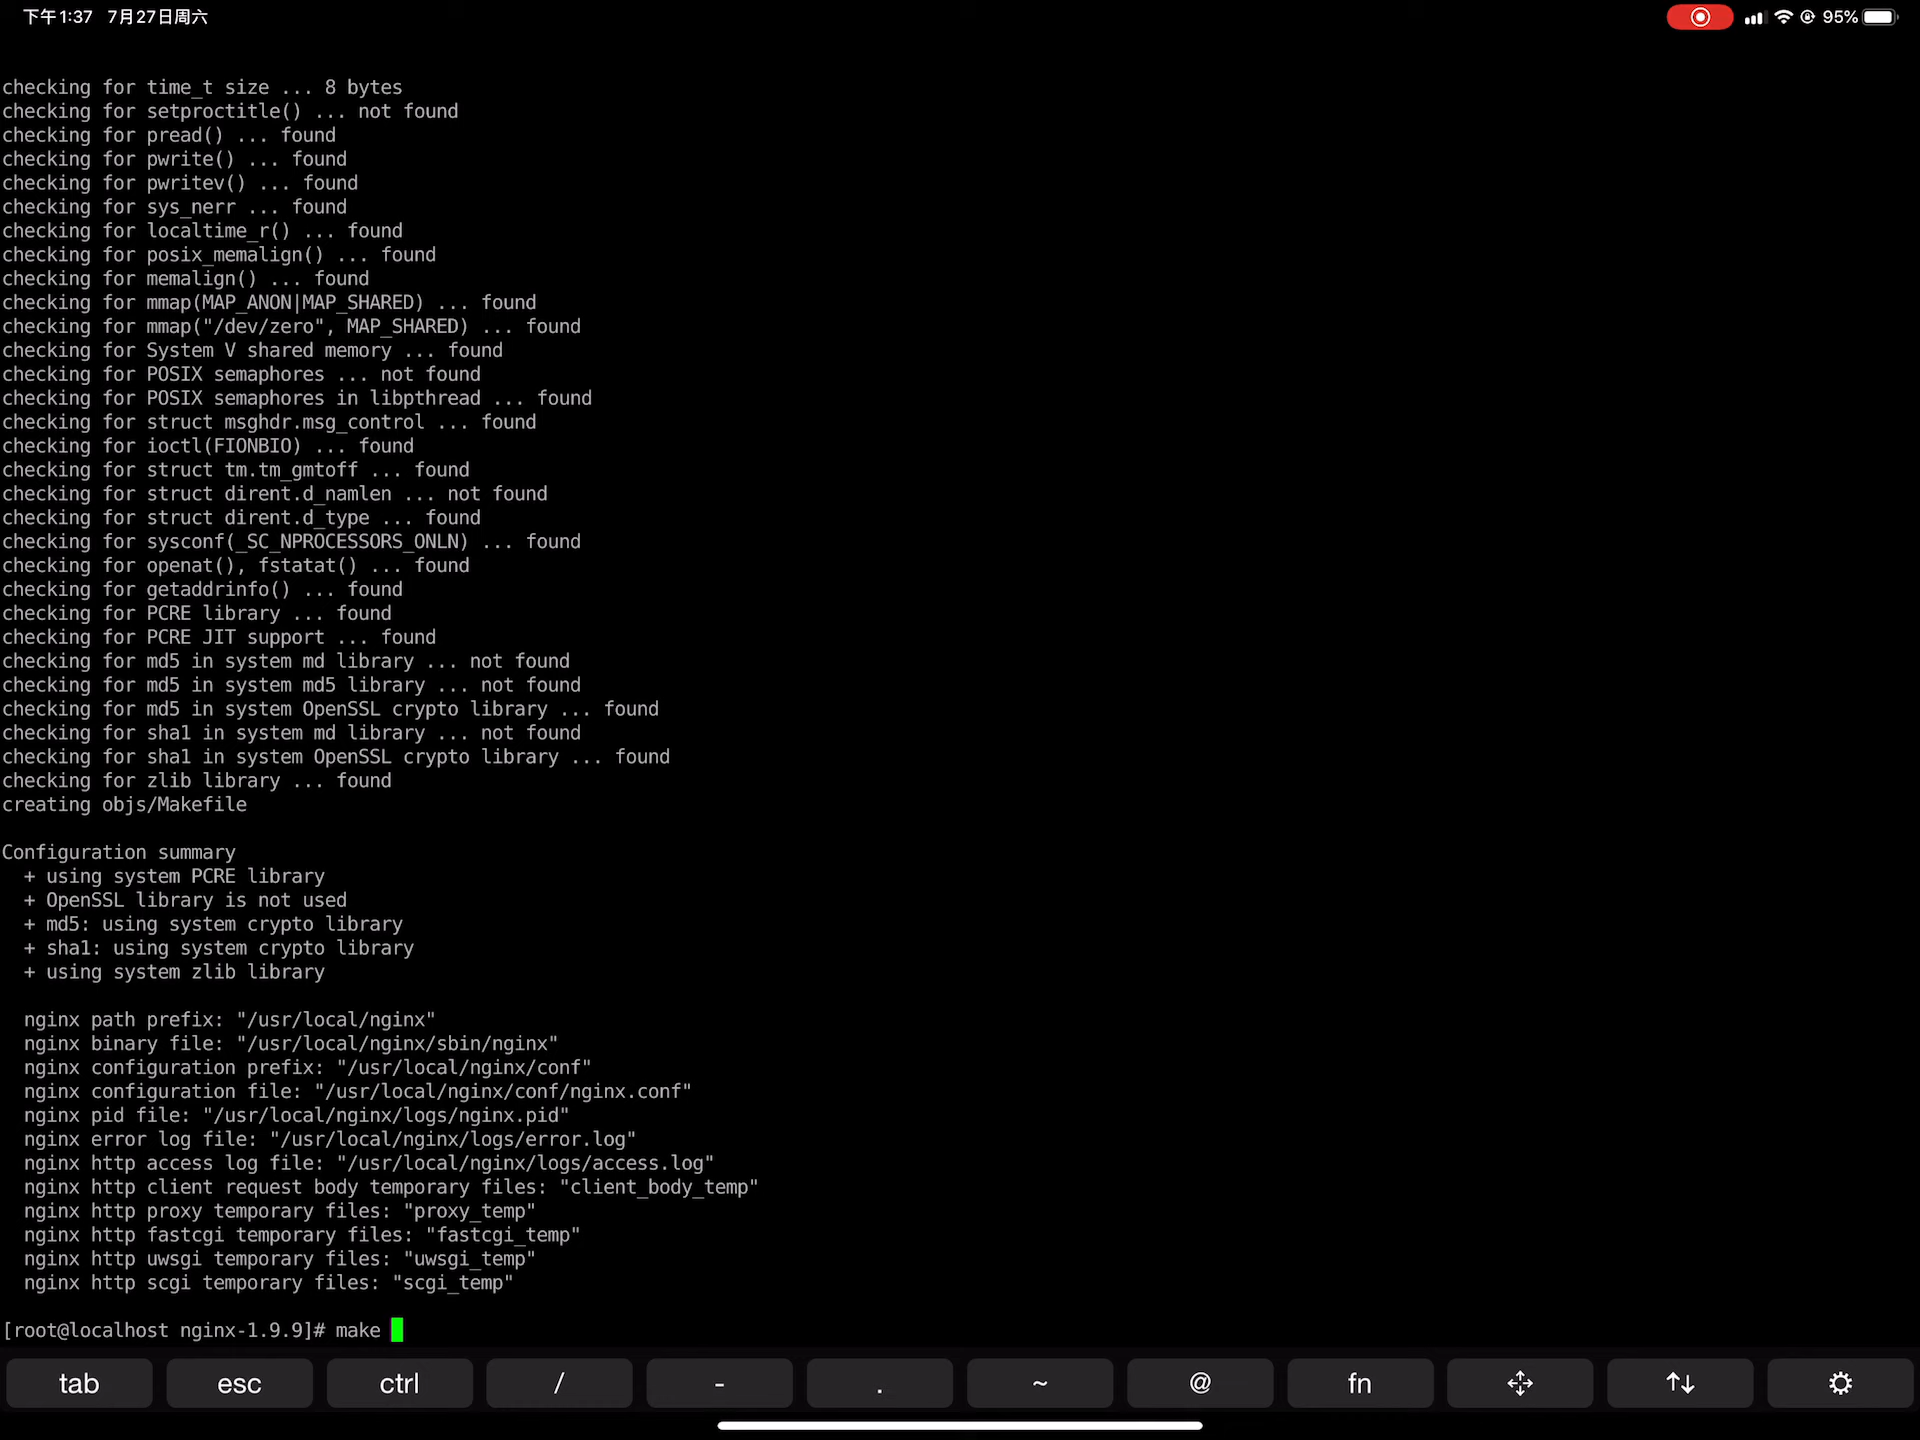 下午1:37 7月27日周六
95%
checking for time_t size ... 8 bytes
checking for setproctitle() ... not found
checking for pread() ... found
checking for pwrite() ... found
checking for pwritev() ... found
checking for sys_nerr ... found
checking for localtime_r() ... found
checking for posix_memalign() ... found
checking for memalign() ... found
checking for mmap(MAP_ANON|MAP_SHARED) ... found
checking for mmap("/dev/zero", MAP_SHARED) ... found
checking for System V shared memory ... found
checking for POSIX semaphores ... not found
checking for POSIX semaphores in libpthread ... found
checking for struct msghdr.msg_control ... found
checking for ioctl(FIONBIO) ... found
checking for struct tm.tm_gmtoff ... found
checking for struct dirent.d_namlen ... not found
checking for struct dirent.d_type ... found
checking for sysconf(_SC_NPROCESSORS_ONLN) ... found
checking for openat(), fstatat() ... found
checking for getaddrinfo() ... found
checking for PCRE library ... found
checking for PCRE JIT support ... found
checking for md5 in system md library ... not found
checking for md5 in system md5 library ... not found
checking for md5 in system OpenSSL crypto library ... found
checking for sha1 in system md library ... not found
checking for sha1 in system OpenSSL crypto library ... found
checking for zlib library ... found
creating objs/Makefile
Configuration summary
+ using system PCRE library
+ OpenSSL library is not used
+ md5: using system crypto library
+ sha1: using system crypto library
+ using system zlib library
nginx path prefix: "/usr/local/nginx"
nginx binary file: "/usr/local/nginx/sbin/nginx"
nginx configuration prefix: "/usr/local/nginx/conf"
nginx configuration file: "/usr/local/nginx/conf/nginx.conf"
nginx pid file: "/usr/local/nginx/logs/nginx.pid"
nginx error log file: "/usr/local/nginx/logs/error.log"
nginx http access log file: "/usr/local/nginx/logs/access.log"
nginx http client request body temporary files: "client_body_temp"
nginx http proxy temporary files: "proxy_temp"
nginx http fastcgi temporary files: "fastcgi_temp"
nginx http uwsgi temporary files: "uwsgi_temp"
nginx http scgi temporary files: "scgi_temp"
[root@localhost nginx-1.9.9]# make
tab esc ctrl / - . ~ @ fn